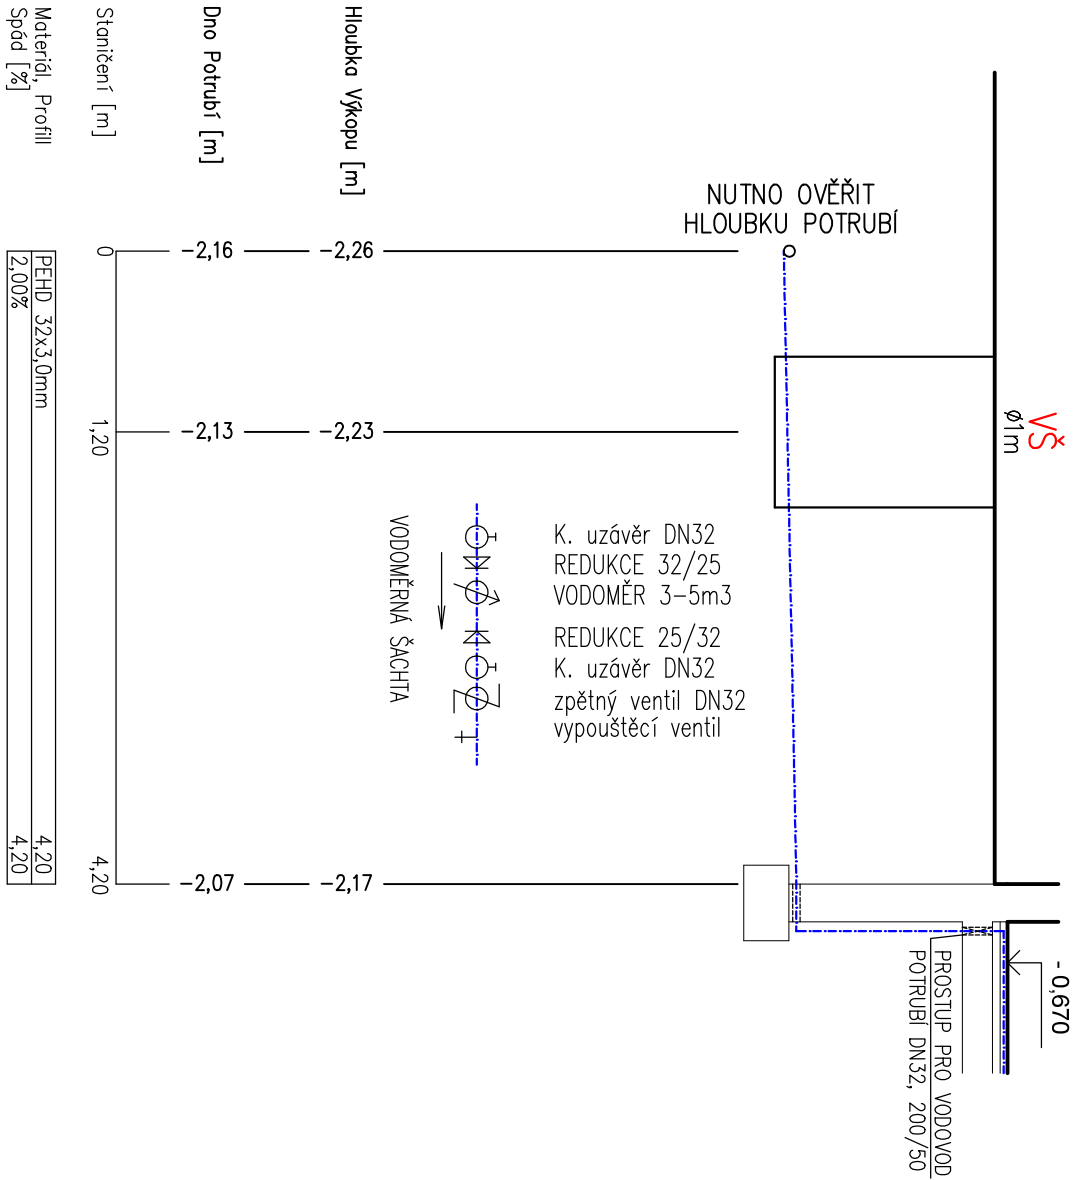 NUTNO OVĚŘIT
HLOUBKU POTRUBÍ
VŠ
ø1m
-0,670
PROSTUP PRO VODOVOD
POTRUBÍ DN32, 200/50
K. uzávěr DN32
REDUKCE 32/25
VODOMĚR 3-5m3
REDUKCE 25/32
K. uzávěr DN32
zpětný ventil DN32
vypouštěcí ventil
VODOMĚRNÁ ŠACHTA
Hloubka Výkopu [m]
-2,26
-2,23
-2,17
Dno Potrubí [m]
-2,16
-2,13
-2,07
Staničení [m]
0
1,20
4,20
Materiál, Profill
PEHD 32x3,0mm
4,20
Spád [%]
2,00%
4,20